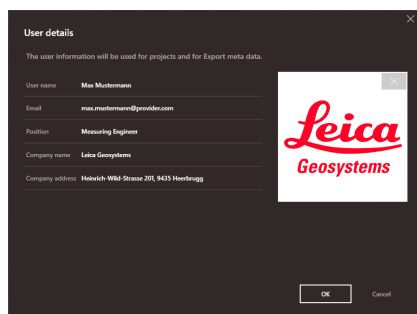 User details
The user information will be used for projects and for Export meta data.
User name Max Mustermann
Email max.mustermann@provider.com
Position Measuring Engineer
Company name Leica Geosystems
Company address Heinrich-Wild-Strasse 201, 9435 Heerbrugg
Leica
Geosystems
OK Cancel